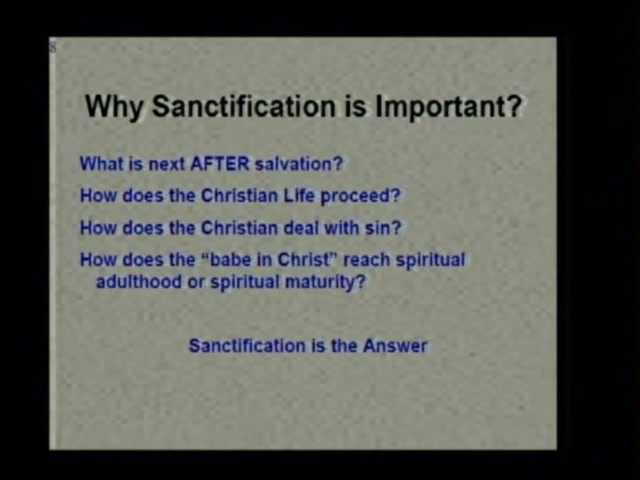 8
Why Sanctification is Important?
What is next AFTER salvation?
How does the Christian Life proceed?
How does the Christian deal with sin?
How does the “babe in Christ” reach spiritual
adulthood or spiritual maturity?
Sanctification is the Answer